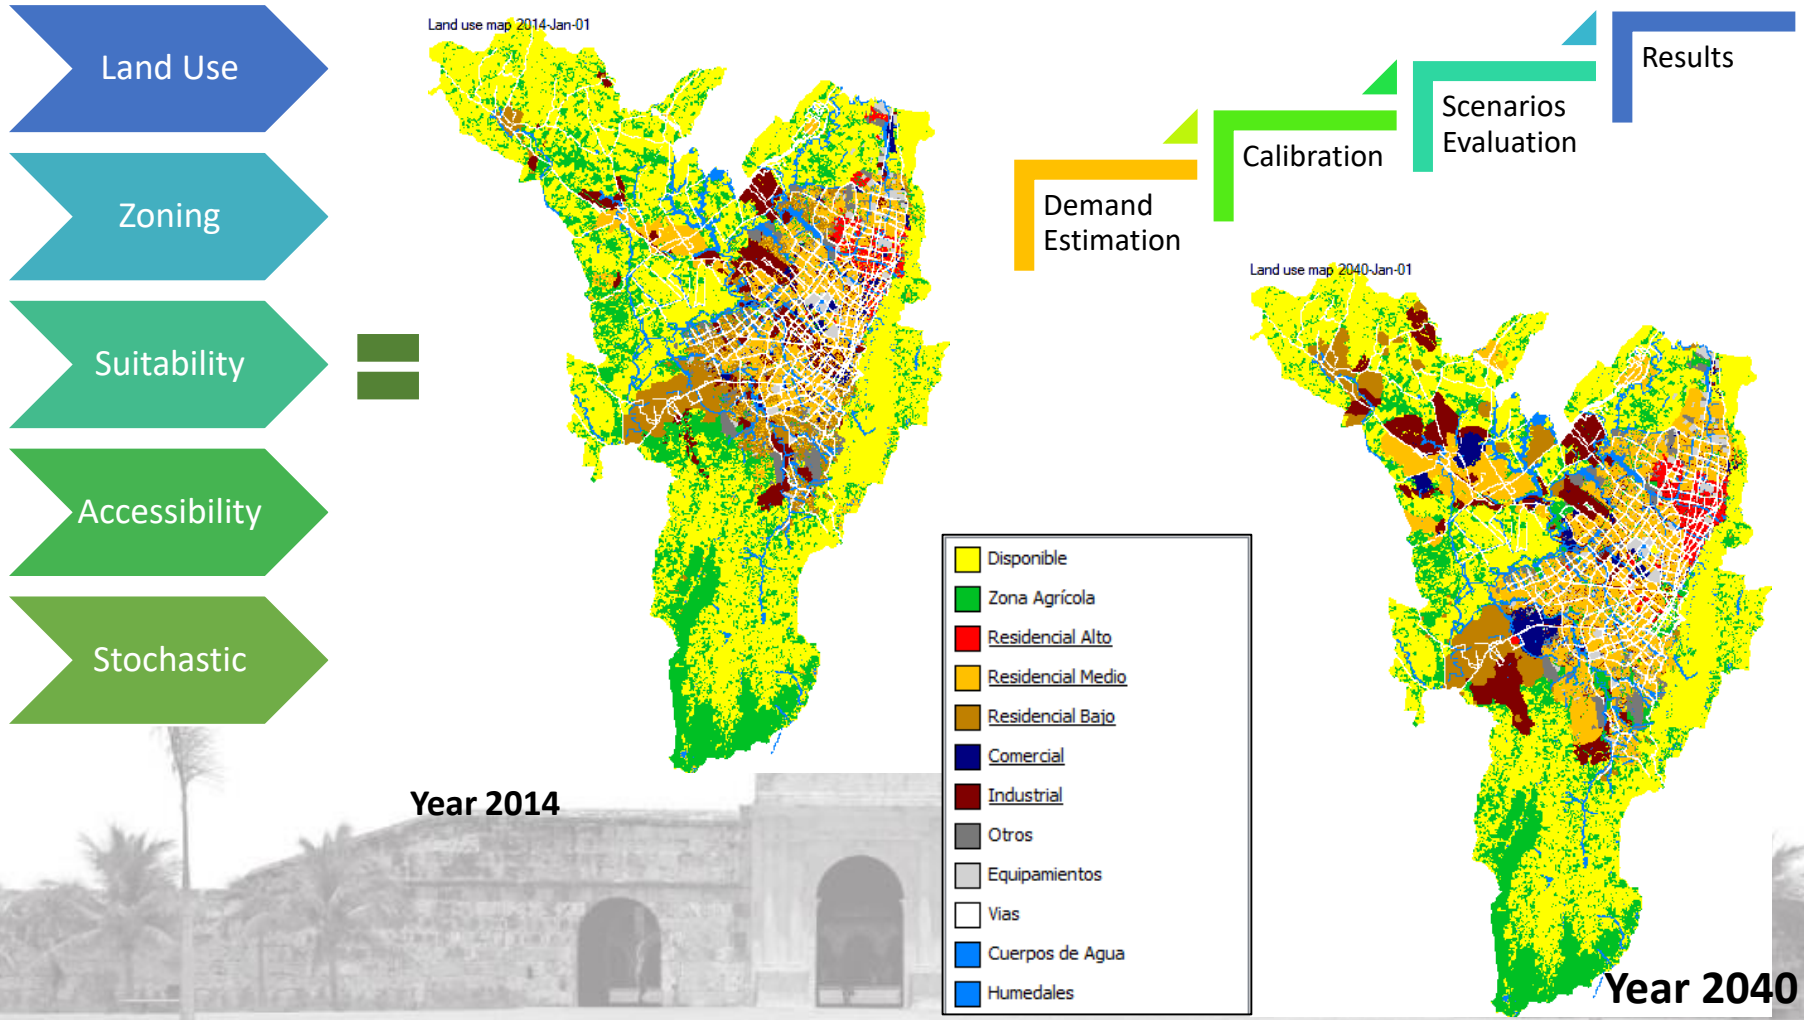 Land Use
Zoning
Suitability
Accessibility
Stochastic
Land use map 2014-Jan-01
Year 2014
Demand
Estimation
Calibration
Scenarios
Evaluation
Results
Land use map 2040-Jan-01
Disponible
Zona Agrícola
Residencial Alto
Residencial Medio
Residencial Bajo
Comercial
Industrial
Otros
Equipamientos
Vias
Cuerpos de Agua
Humedales
Year 2040